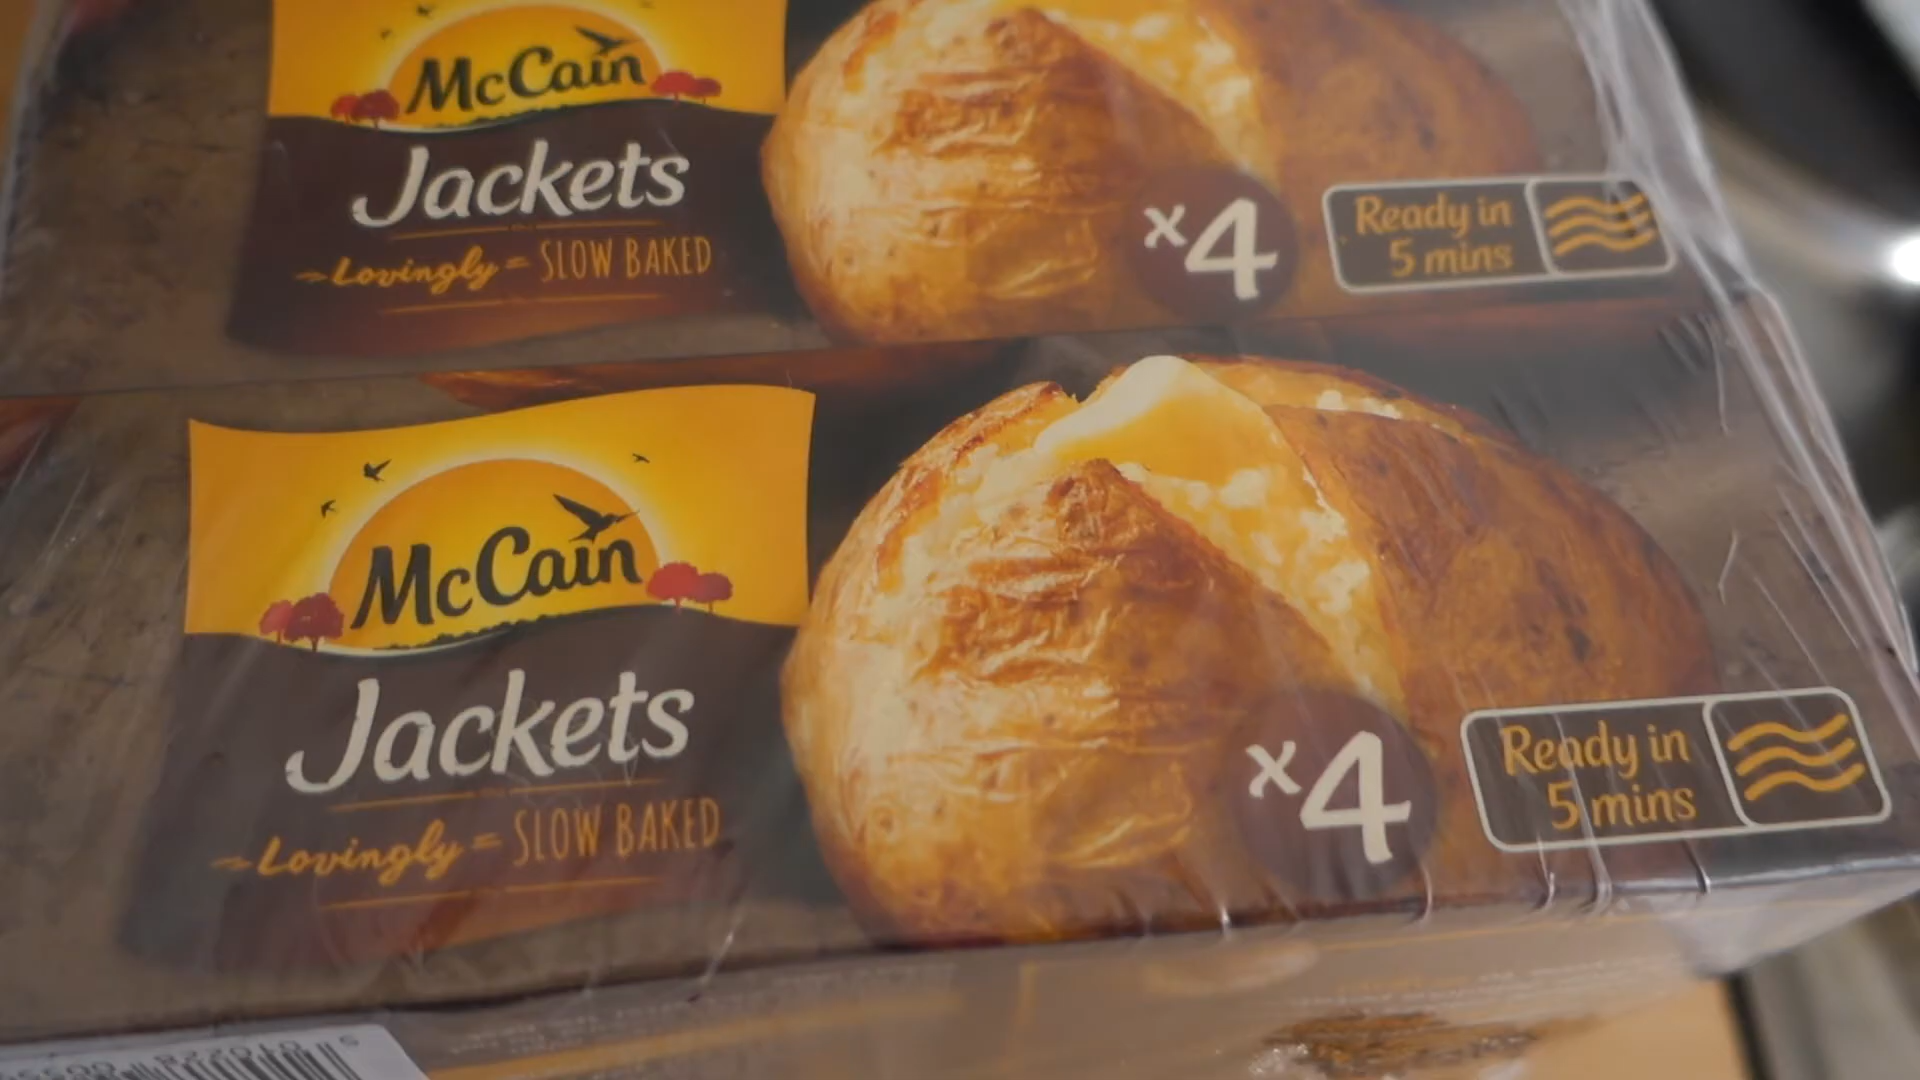 McCain
Jackets
Lovingly SLOW BAKED
x4
Ready in
5 mins
McCain
Jackets
Lovingly SLOW BAKED
x4
Ready in
5 mins